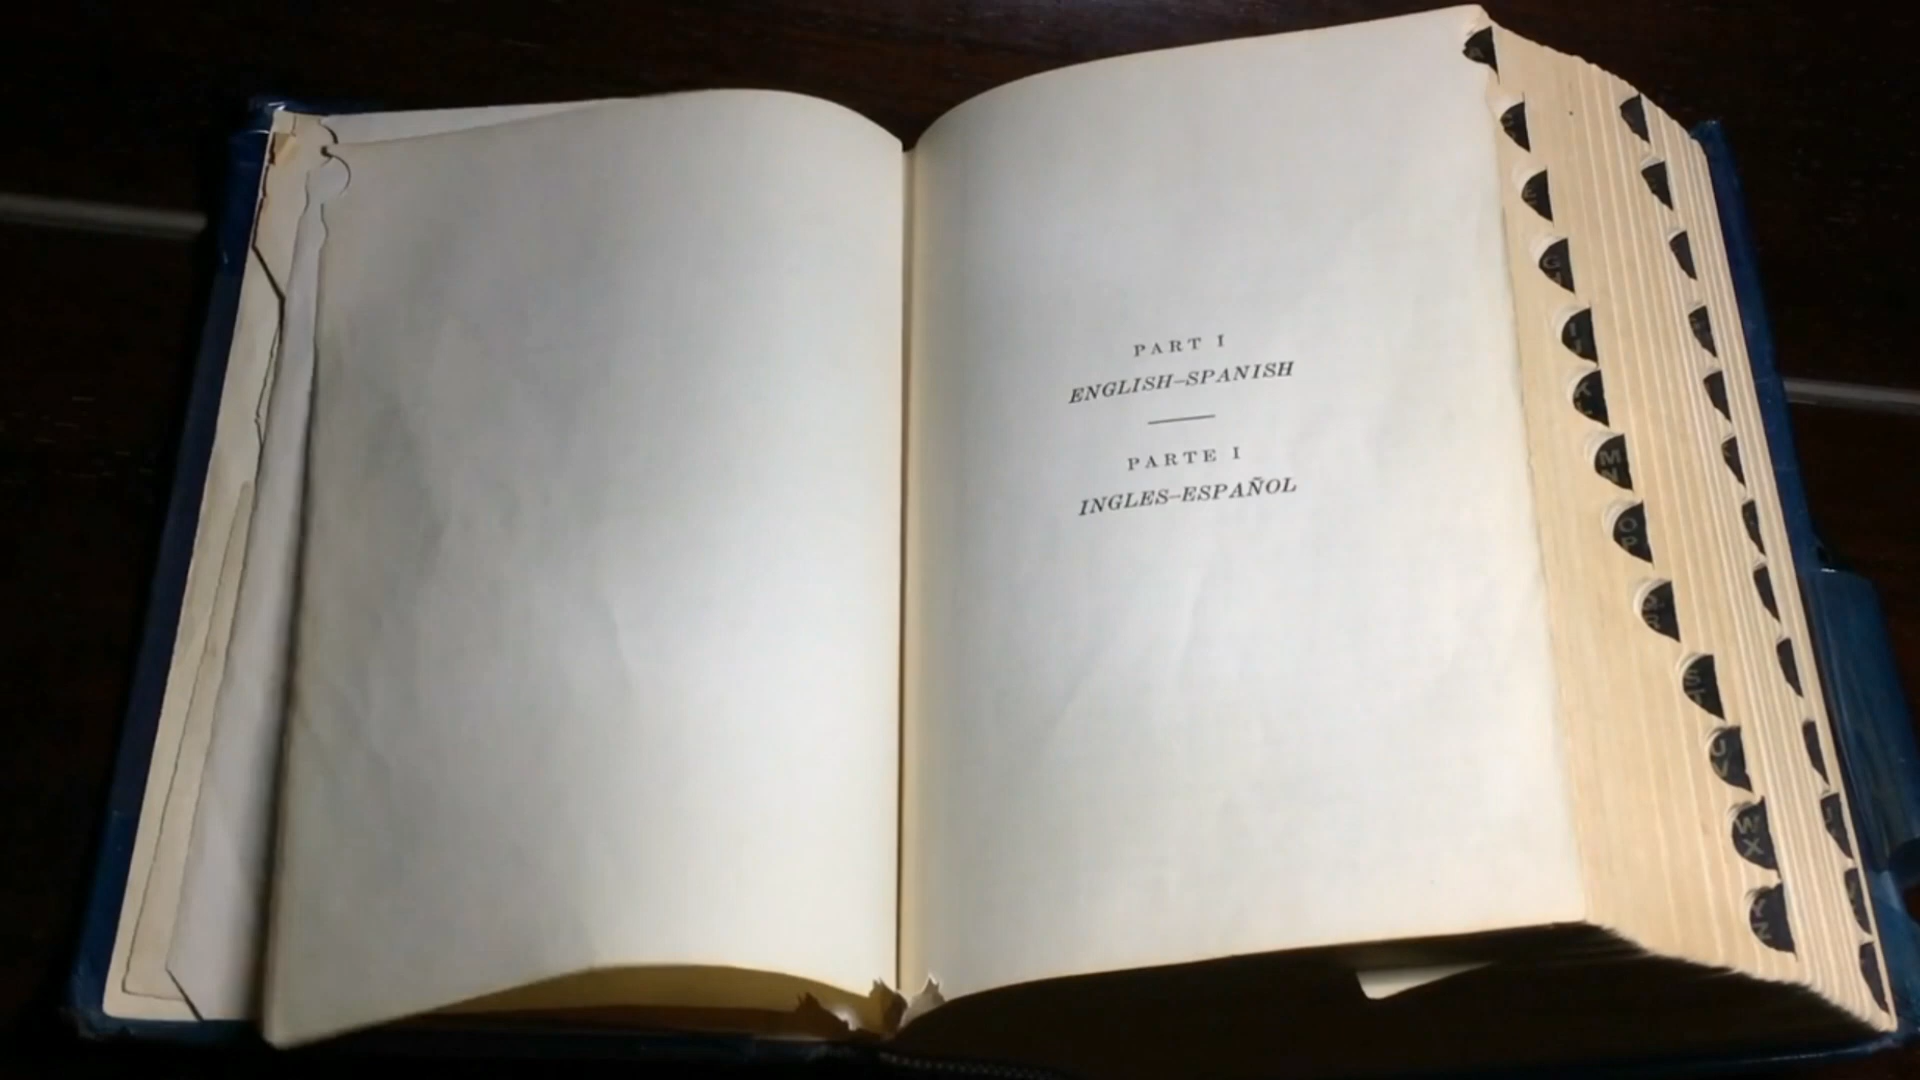 PART I
ENGLISH–SPANISH
PARTE I
INGLES–ESPAÑOL
A
E
G
M
N
O
P
S
T
U
V
W
X
Y
Z